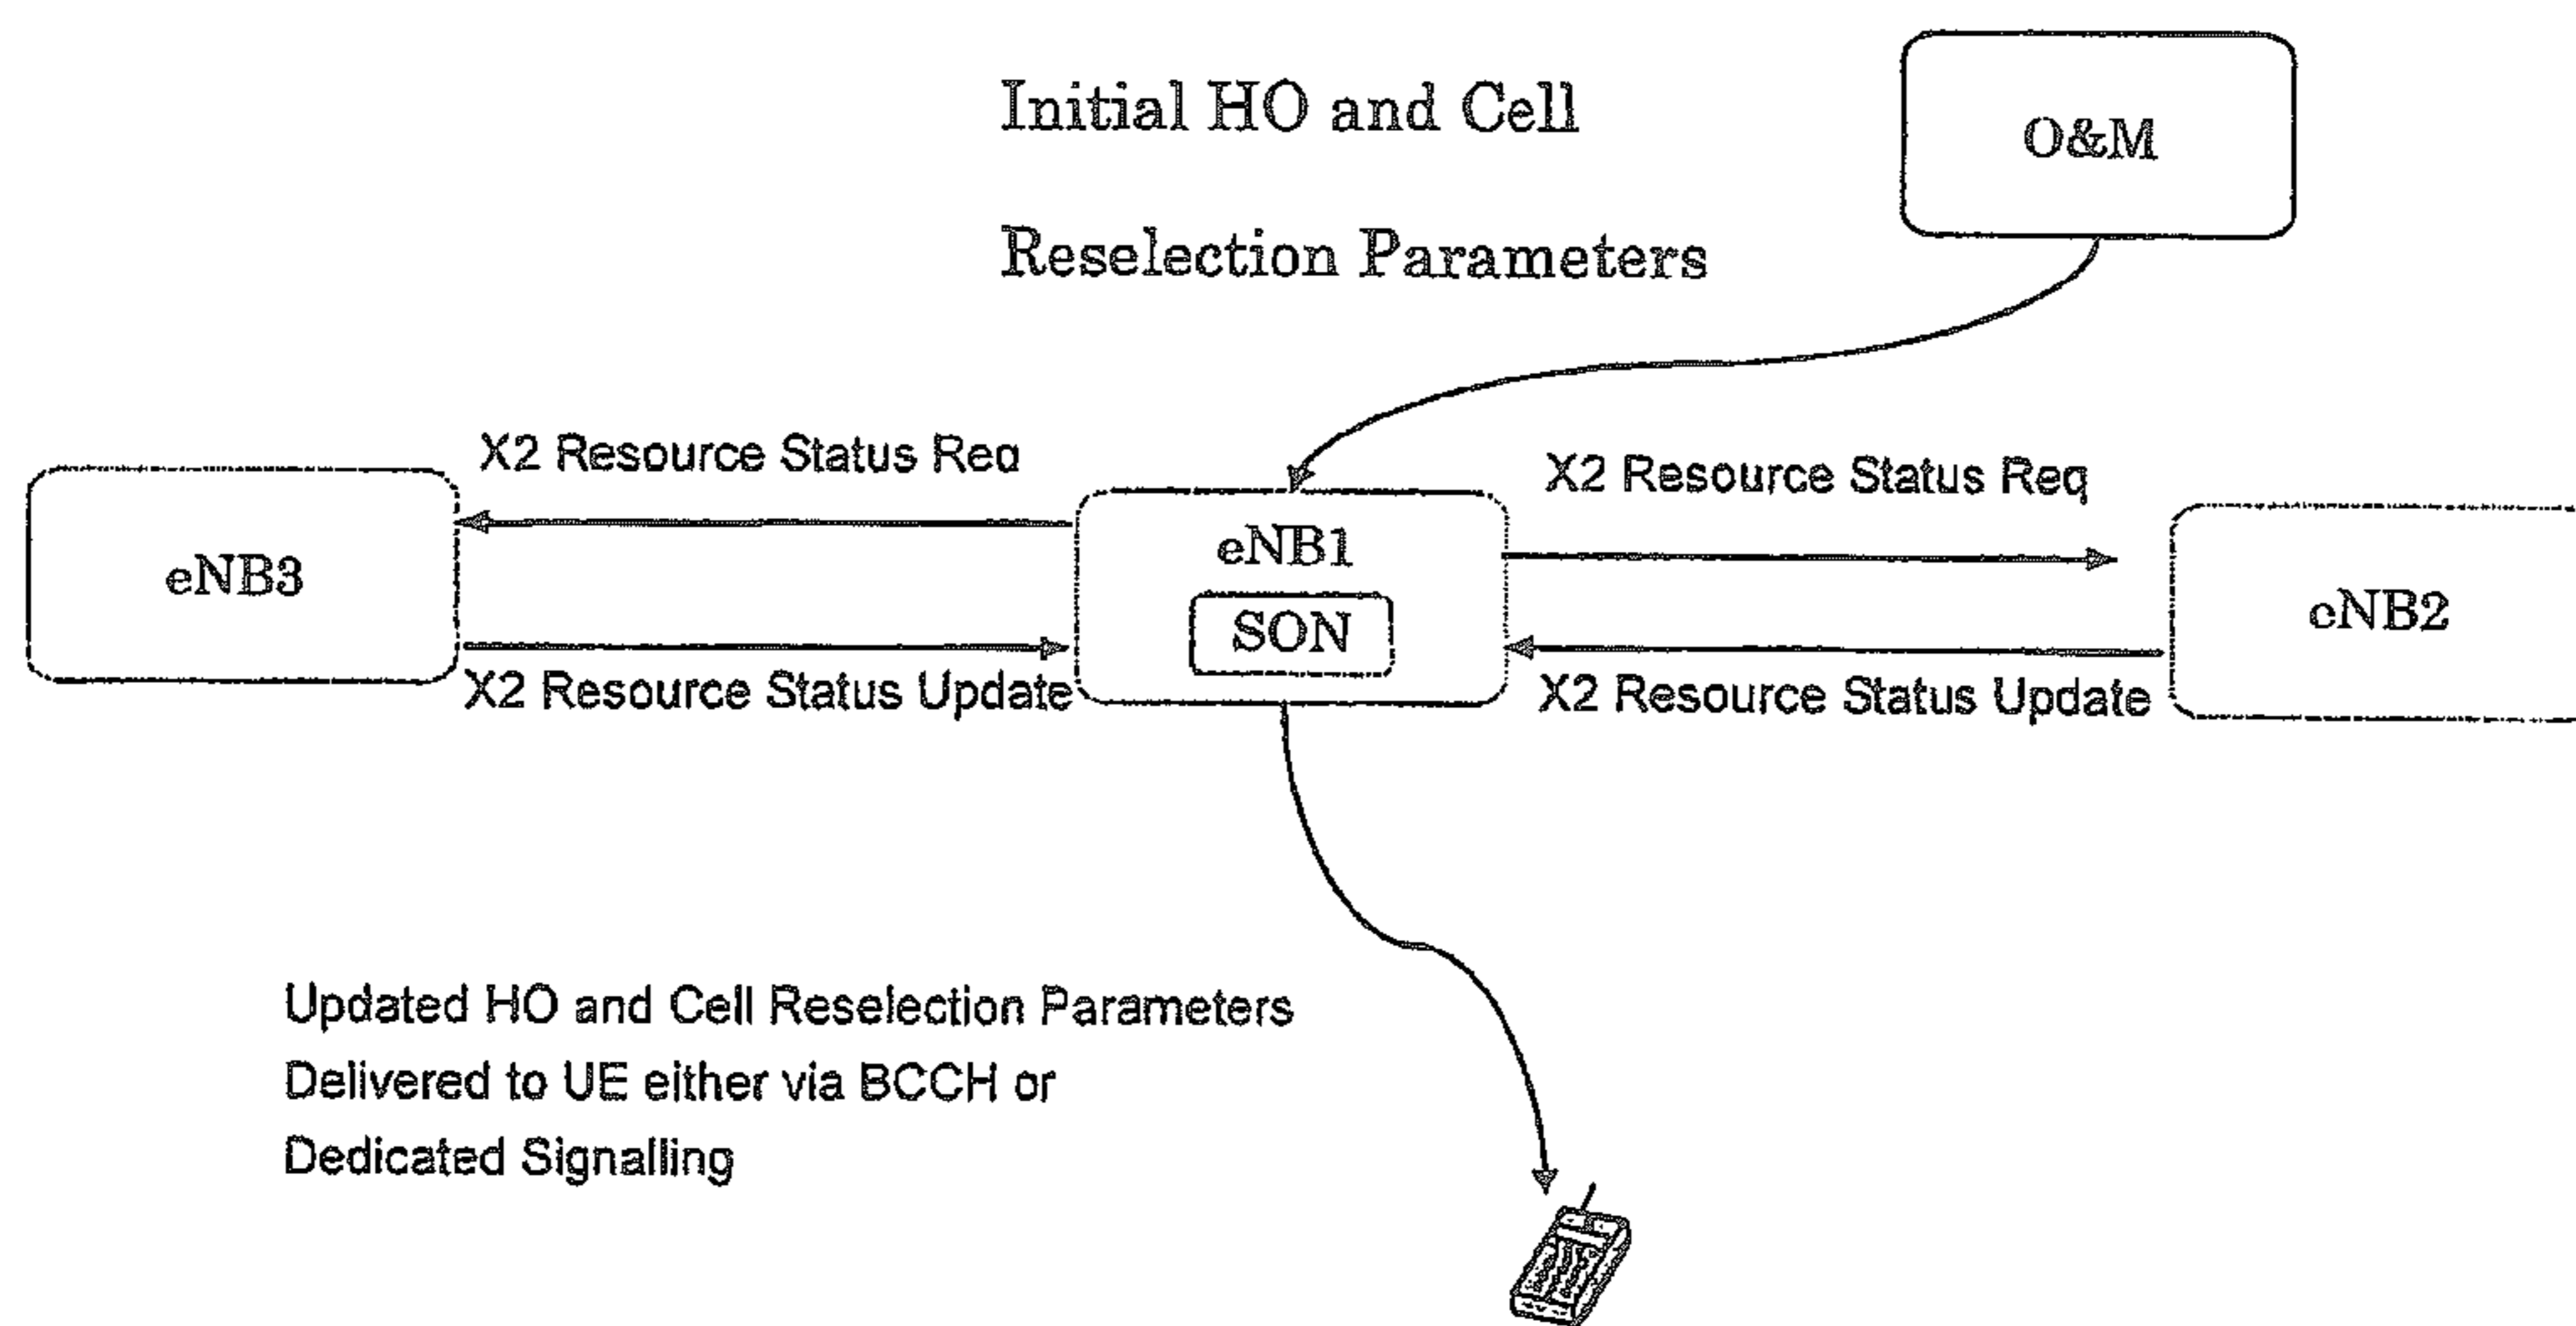 Initial HO and Cell
Reselection Parameters
O&M
X2 Resource Status Req
X2 Resource Status Req
eNB3
eNB1
SON
eNB2
X2 Resource Status Update
X2 Resource Status Update
Updated HO and Cell Reselection Parameters
Delivered to UE either via BCCH or
Dedicated Signalling